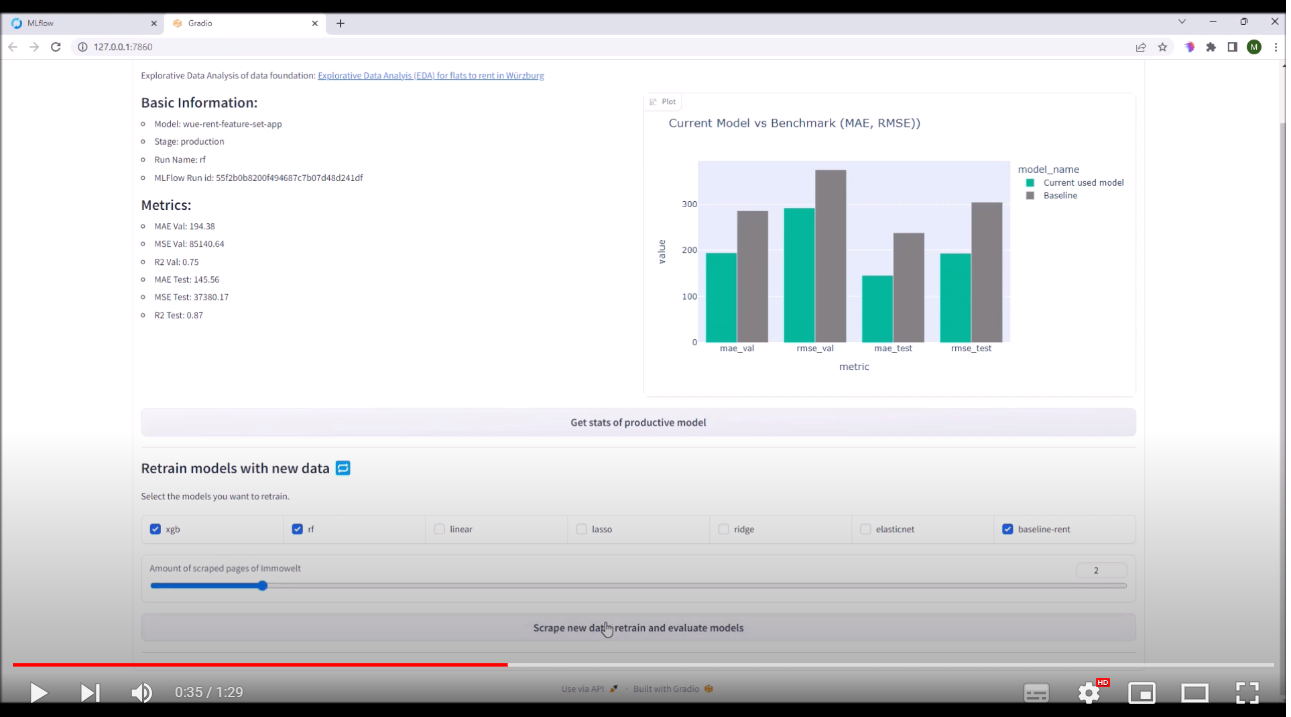 MLflow
Gradio
127.0.0.1:7860
M
Explorative Data Analysis of data foundation: Explorative Data Analyis (EDA) for flats to rent in Würzburg
Basic Information:
Model: wue-rent-feature-set-app
Stage: production
Run Name: rf
MLFlow Run id: 55f2b0b8200f494687c7b07d48d241df
Metrics:
MAE Val: 194.38
MSE Val: 85140.64
R2 Val: 0.75
MAE Test: 145.56
MSE Test: 37380.17
R2 Test: 0.87
Plot
Current Model vs Benchmark (MAE, RMSE))
model_name
Current used model
Baseline
value
300
200
100
0
mae_val
rmse_val
mae_test
rmse_test
metric
Get stats of productive model
Retrain models with new data
Select the models you want to retrain.
xgb
rf
linear
lasso
ridge
elasticnet
baseline-rent
Amount of scraped pages of Immowelt
2
Scrape new data, retrain and evaluate models
0:35 / 1:29
Use via API
·
Built with Gradio
HD